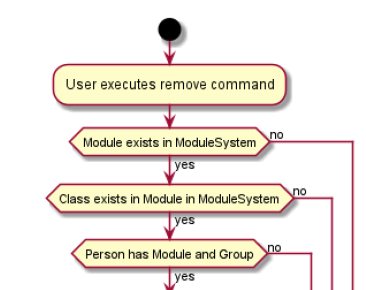 User executes remove command
Module exists in ModuleSystem
no
yes
Class exists in Module in ModuleSystem
no
yes
Person has Module and Group
no
yes